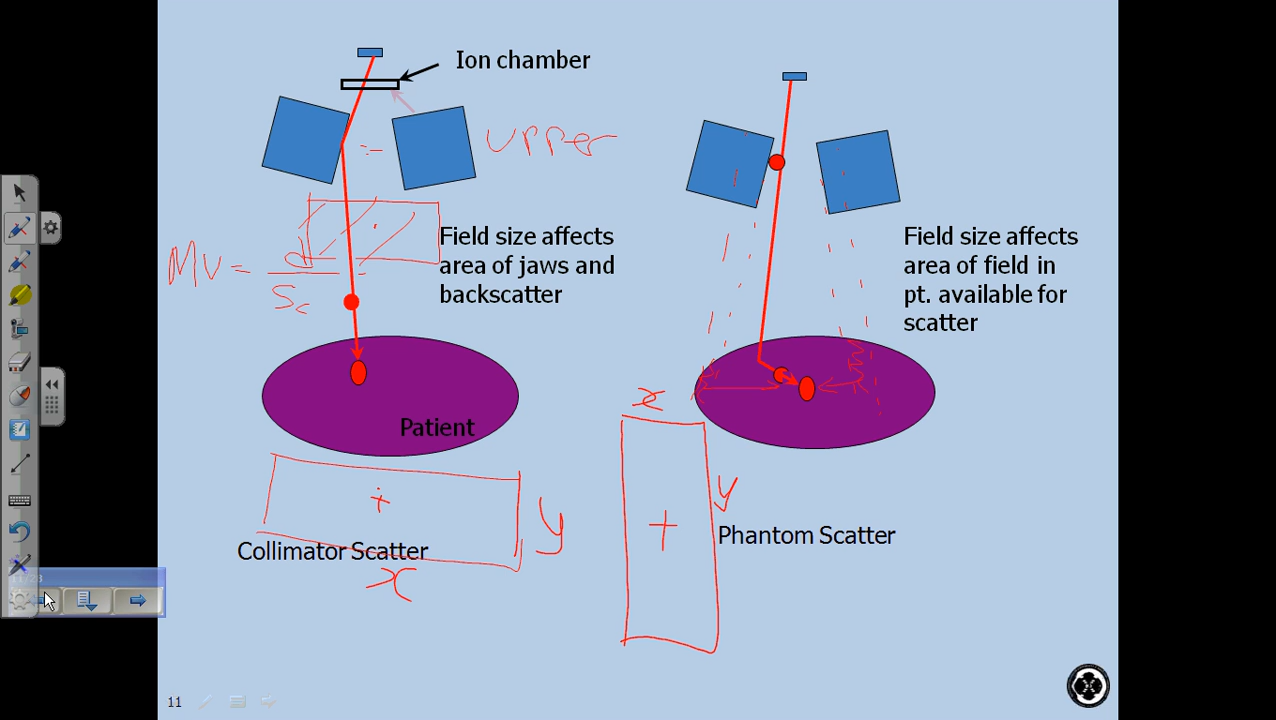 Ion chamber
upper
Field size affects
area of jaws and
backscatter
MV = d
Sc
Patient
Collimator Scatter
x
y
Field size affects
area of field in
pt. available for
scatter
x
y
Phantom Scatter
11